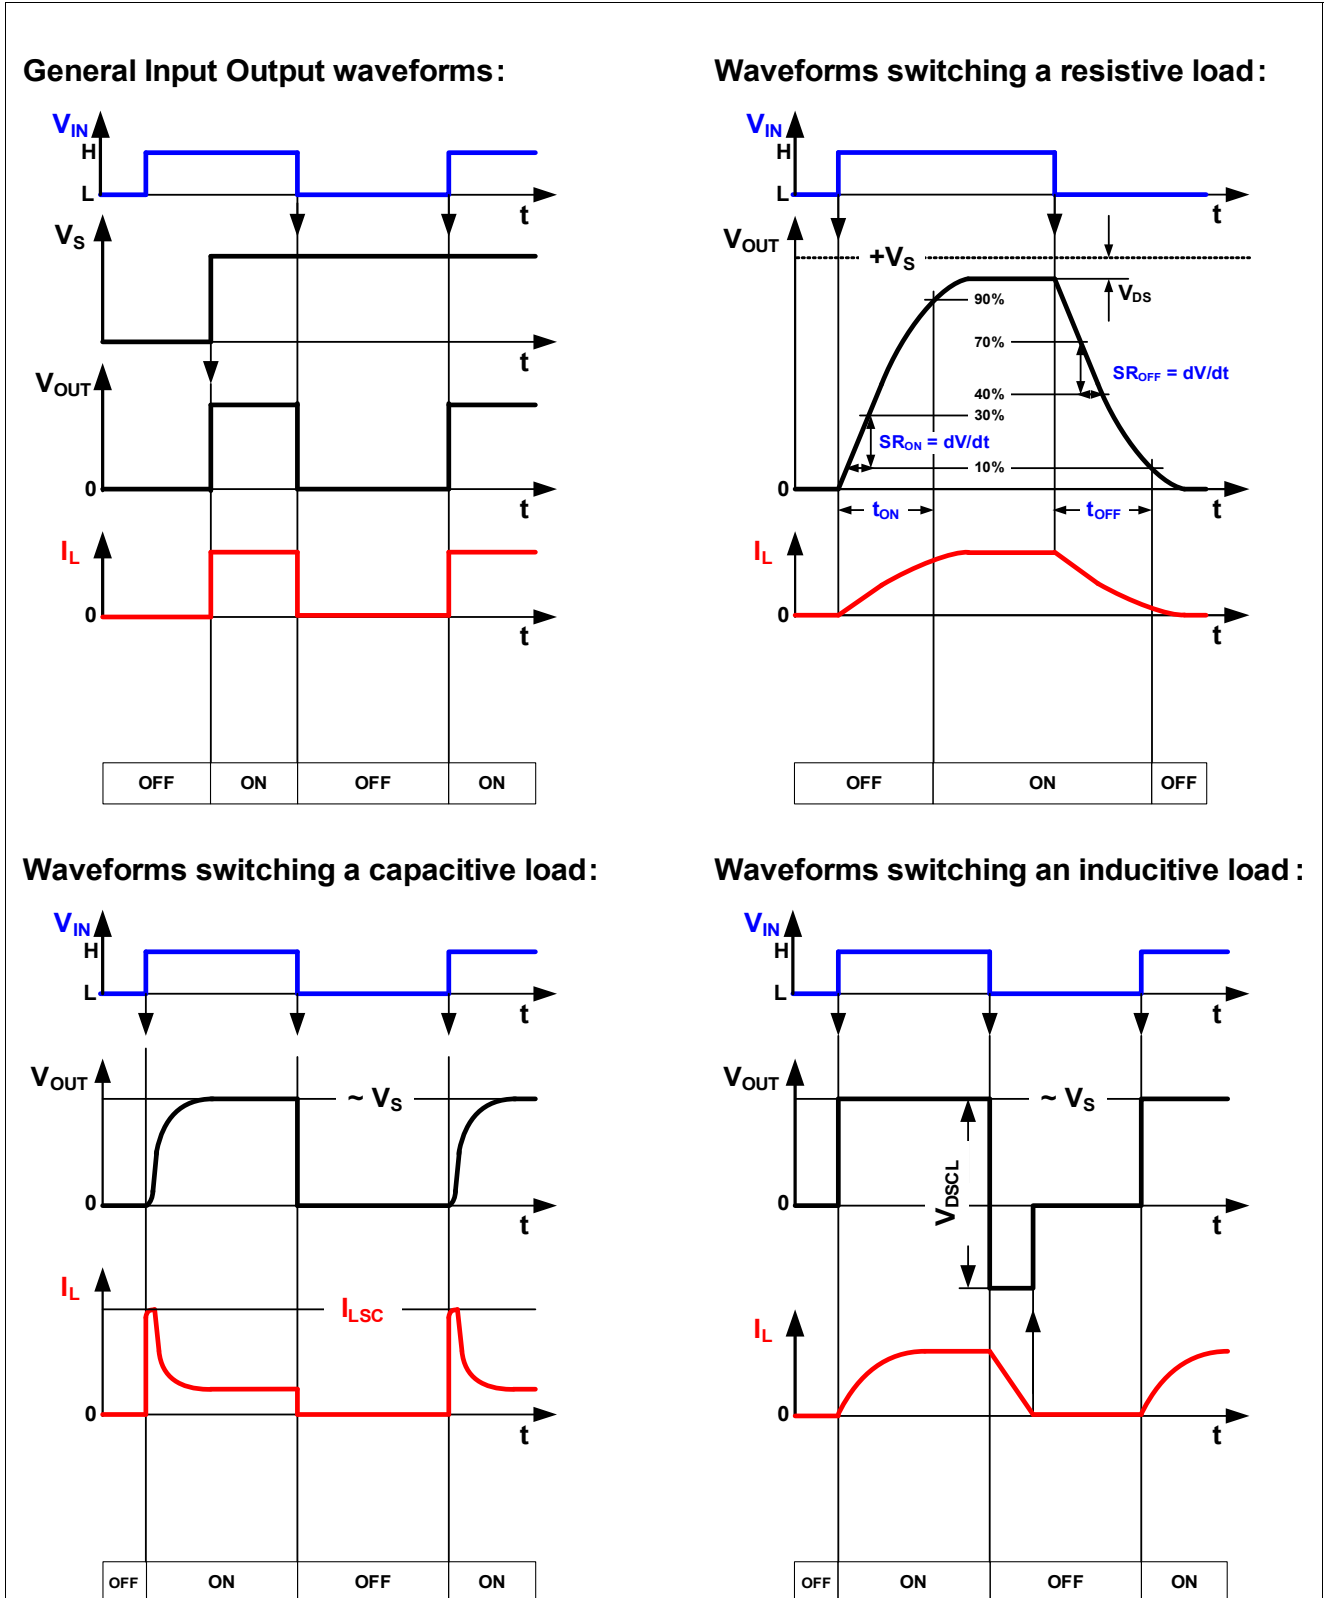 General Input Output waveforms:
V_IN
H
L
t
V_S
t
V_OUT
0
t
I_L
0
t
OFF ON OFF ON
Waveforms switching a resistive load:
V_IN
H
L
t
V_OUT
+V_S
V_DS
90%
70%
SR_OFF = dV/dt
40%
30%
SR_ON = dV/dt
10%
0
t
t_ON
t_OFF
I_L
0
t
OFF ON OFF
Waveforms switching a capacitive load:
V_IN
H
L
t
V_OUT
~ V_S
0
t
I_L
I_LSC
0
t
OFF ON OFF ON
Waveforms switching an inducitive load :
V_IN
H
L
t
V_OUT
~ V_S
V_DSCL
0
t
I_L
0
t
OFF ON OFF ON